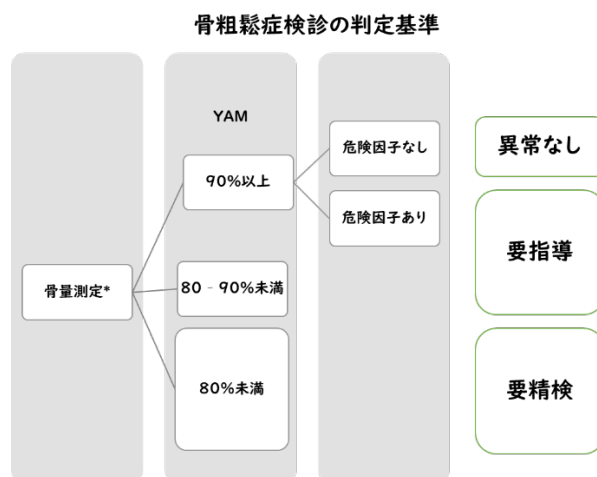 骨粗鬆症検診の判定基準
YAM
骨量測定*
90%以上
80 - 90%未満
80%未満
危険因子なし
危険因子あり
異常なし
要指導
要精検